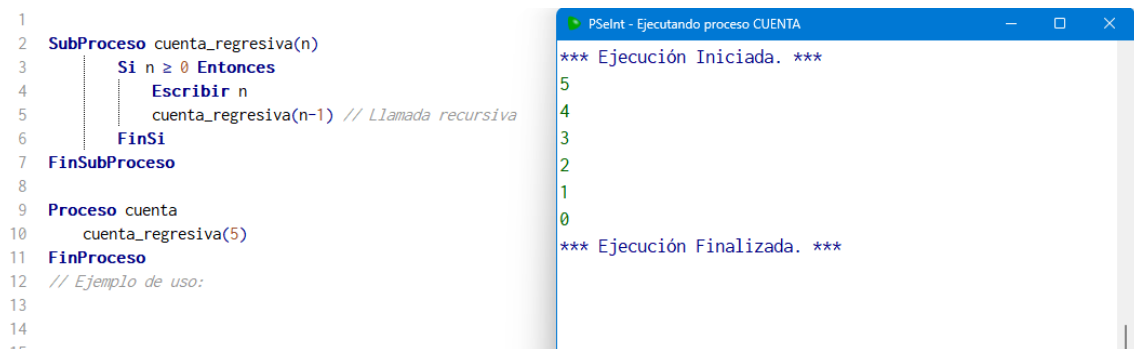 1
2 SubProceso cuenta_regresiva(n)
3 Si n ≥ 0 Entonces
4 Escribir n
5 cuenta_regresiva(n-1) // Llamada recursiva
6 FinSi
7 FinSubProceso
8
9 Proceso cuenta
10 cuenta_regresiva(5)
11 FinProceso
12 // Ejemplo de uso:
13
14
PSeInt - Ejecutando proceso CUENTA
*** Ejecución Iniciada. ***
5
4
3
2
1
0
*** Ejecución Finalizada. ***